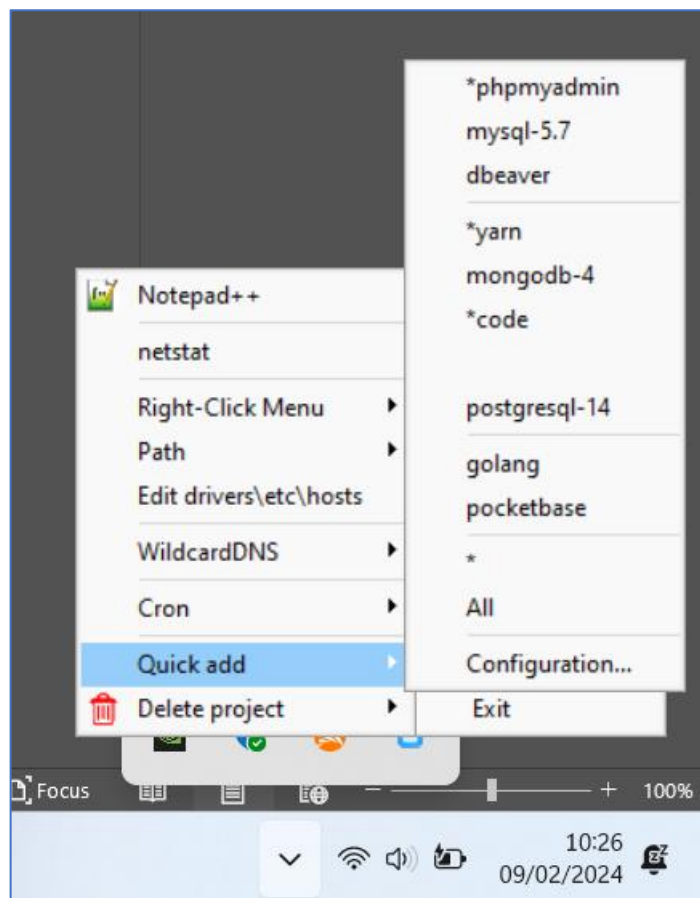 *phpmyadmin
mysql-5.7
dbeaver
*yarn
mongodb-4
*code
postgresql-14
golang
pocketbase
*
All
Configuration...
Notepad++
netstat
Right-Click Menu
Path
Edit drivers\etc\hosts
WildcardDNS
Cron
Quick add
Delete project
Exit
Focus
100%
10:26
09/02/2024